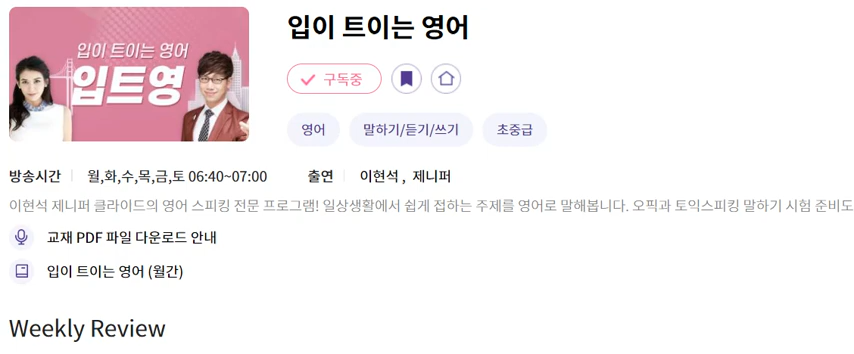 입이 트이는 영어
입트영
입이 트이는 영어
구독중
영어 말하기/듣기/쓰기 초중급
방송시간 월,화,수,목,금,토 06:40~07:00 출연 이현석 , 제니퍼
이현석 제니퍼 클라이드의 영어 스피킹 전문 프로그램! 일상생활에서 쉽게 접하는 주제를 영어로 말해봅니다. 오픽과 토익스피킹 말하기 시험 준비도
교재 PDF 파일 다운로드 안내
입이 트이는 영어 (월간)
Weekly Review